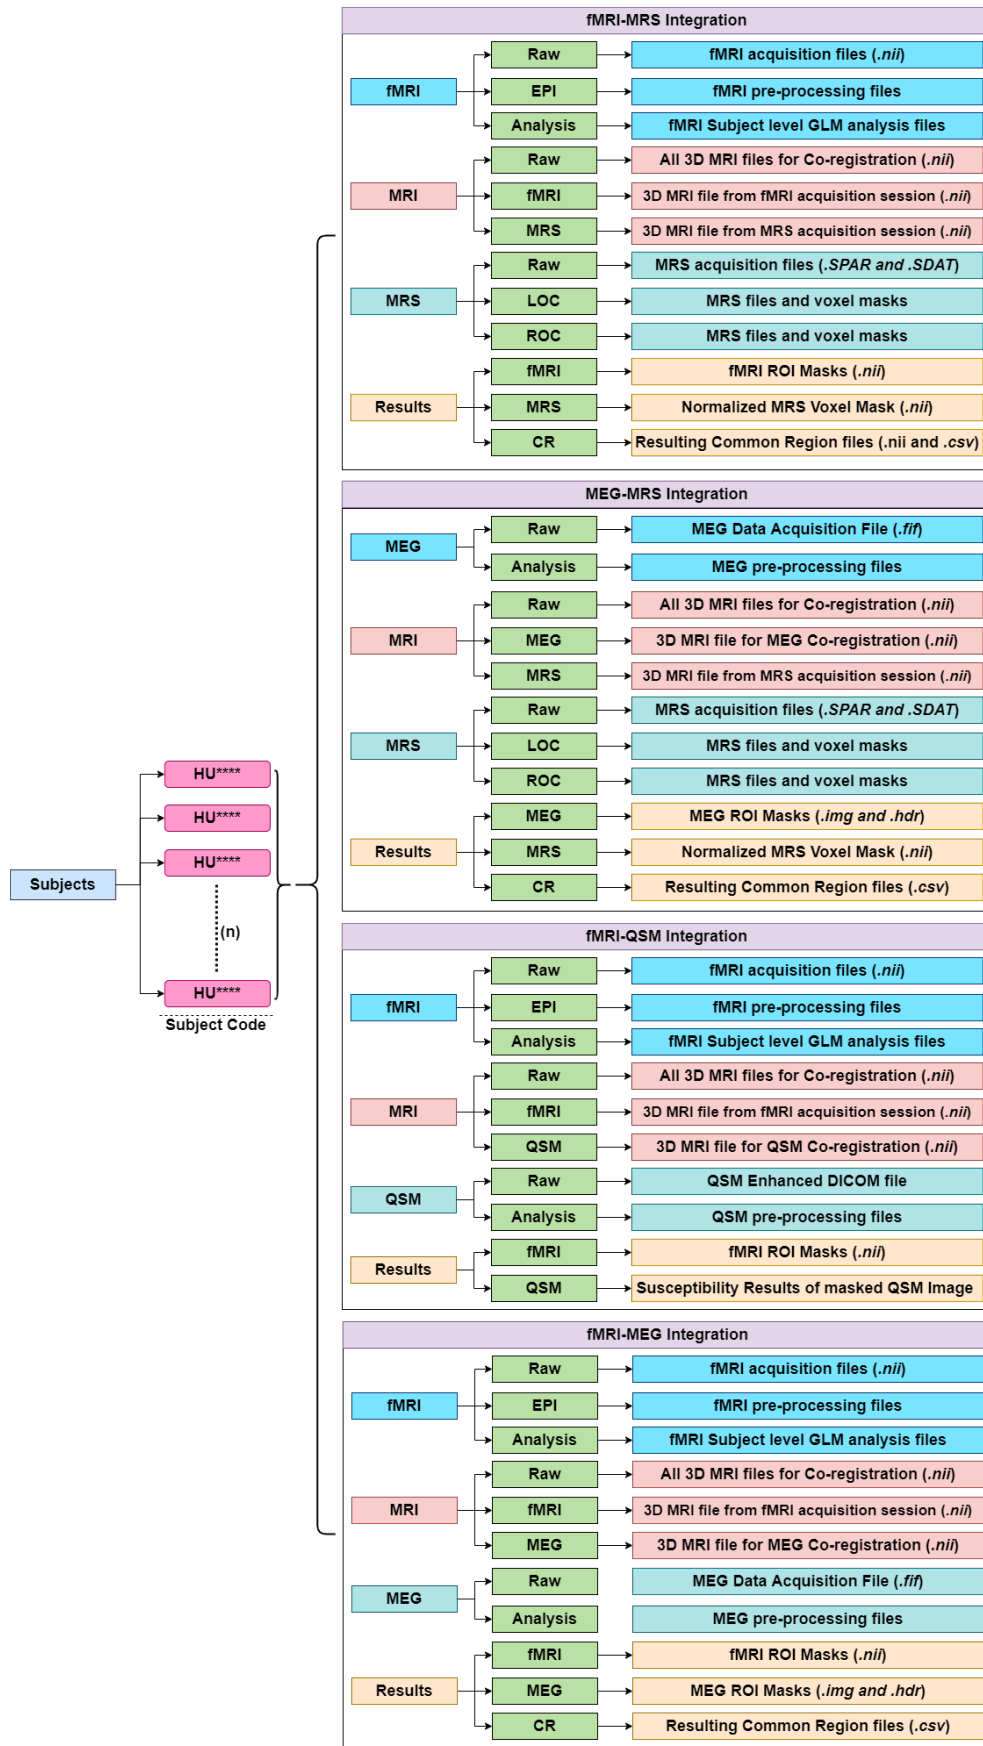 Subjects
HU****
HU****
HU****
(n)
HU****
Subject Code
fMRI-MRS Integration
fMRI
Raw
fMRI acquisition files (.nii)
EPI
fMRI pre-processing files
Analysis
fMRI Subject level GLM analysis files
MRI
Raw
All 3D MRI files for Co-registration (.nii)
fMRI
3D MRI file from fMRI acquisition session (.nii)
MRS
3D MRI file from MRS acquisition session (.nii)
MRS
Raw
MRS acquisition files (.SPAR and .SDAT)
LOC
MRS files and voxel masks
ROC
MRS files and voxel masks
Results
fMRI
fMRI ROI Masks (.nii)
MRS
Normalized MRS Voxel Mask (.nii)
CR
Resulting Common Region files (.nii and .csv)
MEG-MRS Integration
MEG
Raw
MEG Data Acquisition File (.fif)
Analysis
MEG pre-processing files
MRI
Raw
All 3D MRI files for Co-registration (.nii)
MEG
3D MRI file for MEG Co-registration (.nii)
MRS
3D MRI file from MRS acquisition session (.nii)
MRS
Raw
MRS acquisition files (.SPAR and .SDAT)
LOC
MRS files and voxel masks
ROC
MRS files and voxel masks
Results
MEG
MEG ROI Masks (.img and .hdr)
MRS
Normalized MRS Voxel Mask (.nii)
CR
Resulting Common Region files (.csv)
fMRI-QSM Integration
fMRI
Raw
fMRI acquisition files (.nii)
EPI
fMRI pre-processing files
Analysis
fMRI Subject level GLM analysis files
MRI
Raw
All 3D MRI files for Co-registration (.nii)
fMRI
3D MRI file from fMRI acquisition session (.nii)
QSM
3D MRI file for QSM Co-registration (.nii)
QSM
Raw
QSM Enhanced DICOM file
Analysis
QSM pre-processing files
Results
fMRI
fMRI ROI Masks (.nii)
QSM
Susceptibility Results of masked QSM Image
fMRI-MEG Integration
fMRI
Raw
fMRI acquisition files (.nii)
EPI
fMRI pre-processing files
Analysis
fMRI Subject level GLM analysis files
MRI
Raw
All 3D MRI files for Co-registration (.nii)
fMRI
3D MRI file from fMRI acquisition session (.nii)
MEG
3D MRI file for MEG Co-registration (.nii)
MEG
Raw
MEG Data Acquisition File (.fif)
Analysis
MEG pre-processing files
Results
fMRI
fMRI ROI Masks (.nii)
MEG
MEG ROI Masks (.img and .hdr)
CR
Resulting Common Region files (.csv)